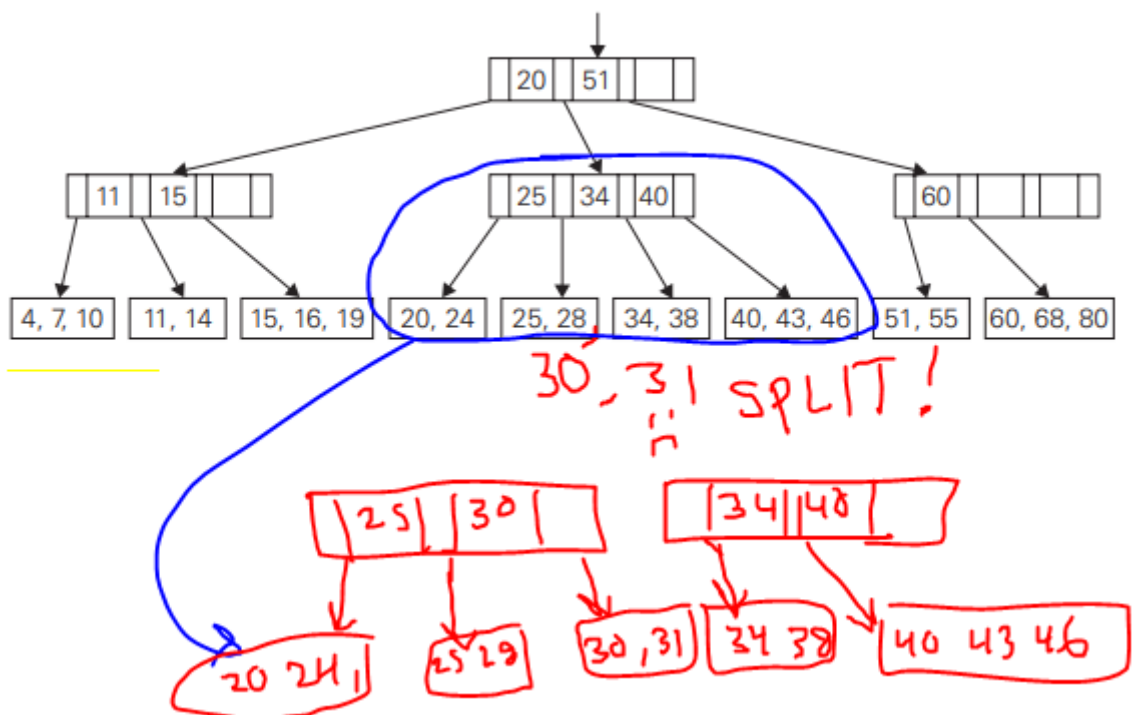 20 51
11 15 25 34 40 60
4, 7, 10 11, 14 15, 16, 19 20, 24 25, 28 34, 38 40, 43, 46 51, 55 60, 68, 80
, 30, 31 SPLIT!
25 30 34 40
20 24, 25 28 30, 31 34 38 40 43 46